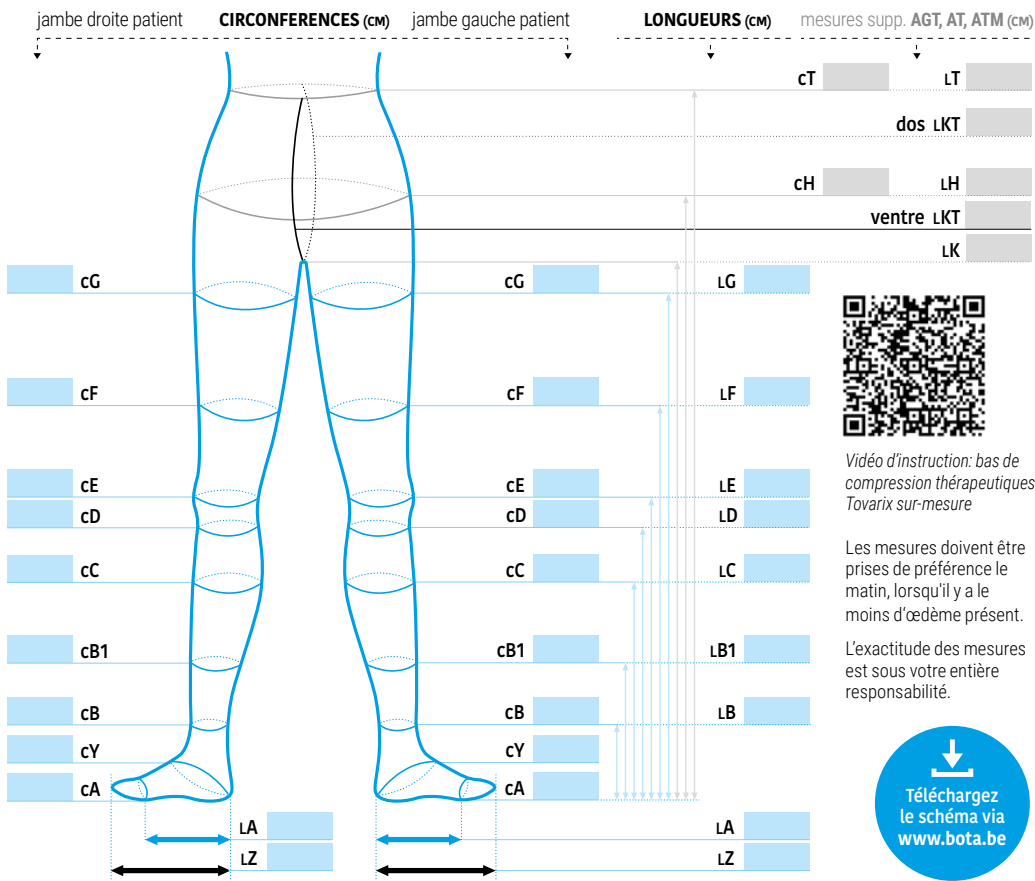 jambe droite patient CIRCONFERENCES (CM) jambe gauche patient LONGUEURS (CM) mesures supp. AGT, AT, ATM (CM)
cT LT
dos LKT
cH LH
ventre LKT
LK
cG cG LG
cF cF LF
cE cE LE
cD cD LD
cC cC LC
cB1 cB1 LB1
cB cB LB
cY cY
cA cA
LA LA
LZ LZ
Vidéo d'instruction: bas de
compression thérapeutiques
Tovarix sur-mesure
Les mesures doivent être
prises de préférence le
matin, lorsqu'il y a le
moins d'œdème présent.
L'exactitude des mesures
est sous votre entière
responsabilité.
Téléchargez
le schéma via
www.bota.be